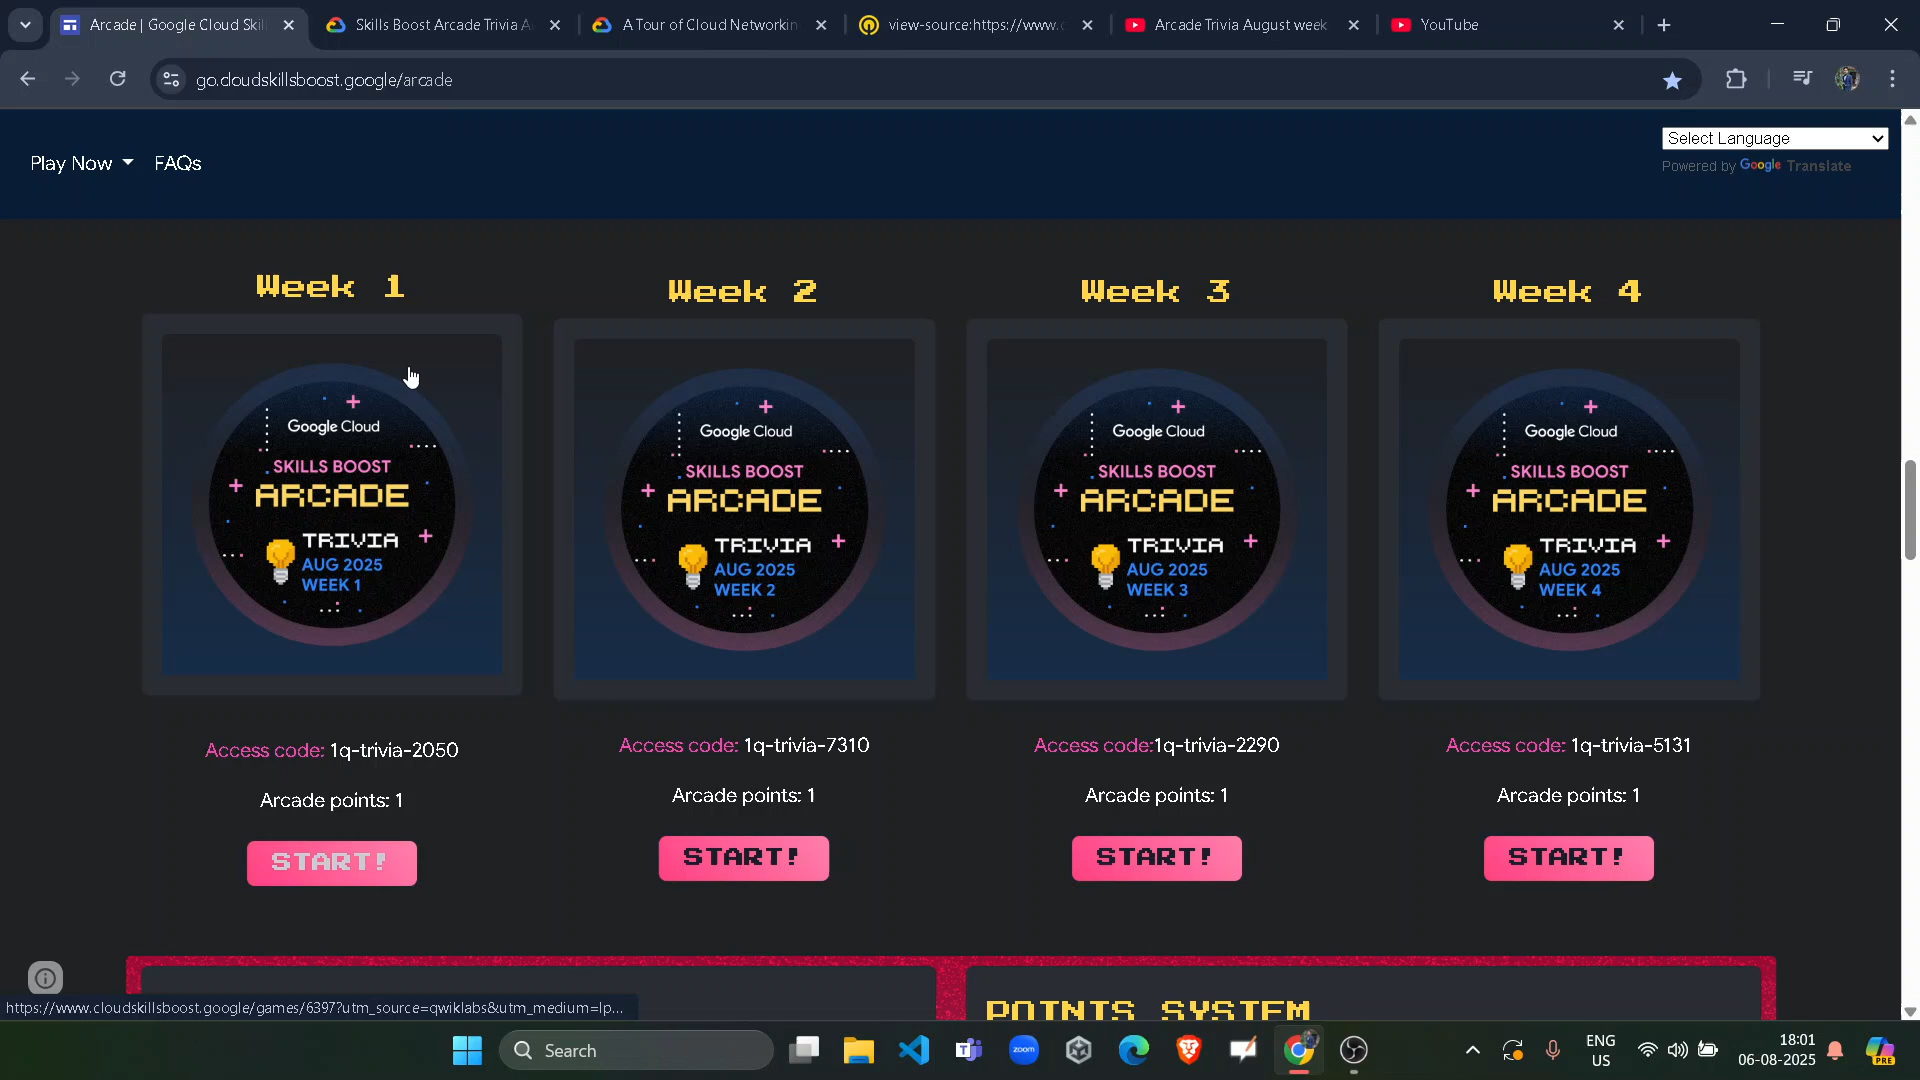 Arcade | Google Cloud Skil
Skills Boost Arcade Trivia A
A Tour of Cloud Networkin
view-source:https://www.c
Arcade Trivia August week
YouTube
go.cloudskillsboost.google/arcade
Play Now
FAQs
Select Language
Powered by Google Translate
Week 1
Week 2
Week 3
Week 4
Google Cloud
SKILLS BOOST
ARCADE
TRIVIA
AUG 2025
WEEK 1
Google Cloud
SKILLS BOOST
ARCADE
TRIVIA
AUG 2025
WEEK 2
Google Cloud
SKILLS BOOST
ARCADE
TRIVIA
AUG 2025
WEEK 3
Google Cloud
SKILLS BOOST
ARCADE
TRIVIA
AUG 2025
WEEK 4
Access code: 1q-trivia-2050
Access code: 1q-trivia-7310
Access code:1q-trivia-2290
Access code: 1q-trivia-5131
Arcade points: 1
Arcade points: 1
Arcade points: 1
Arcade points: 1
START!
START!
START!
START!
POINTS SYSTEM
https://www.cloudskillsboost.google/games/6397?utm_source=qwiklabs&utm_medium=lp...
Search
zoom
ENG
US
18:01
06-08-2025
PRE